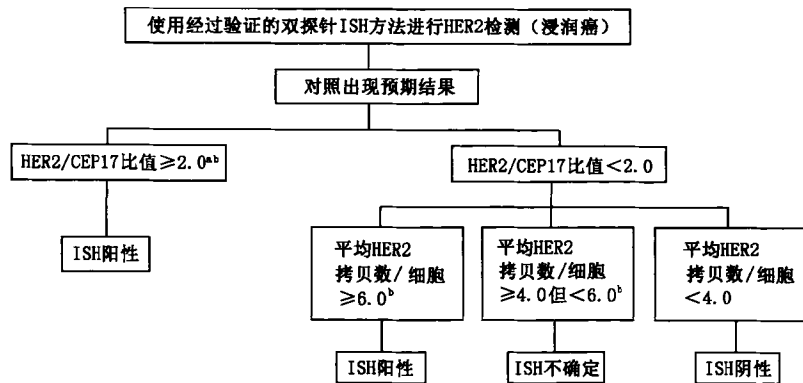 使用经过验证的双探针ISH方法进行HER2检测（浸润癌）
对照出现预期结果
HER2/CEP17比值≥2.0ᵃᵇ
HER2/CEP17比值＜2.0
ISH阳性
平均HER2
拷贝数/细胞
≥6.0ᵇ
平均HER2
拷贝数/细胞
≥4.0但＜6.0ᵇ
平均HER2
拷贝数/细胞
＜4.0
ISH阳性
ISH不确定
ISH阴性